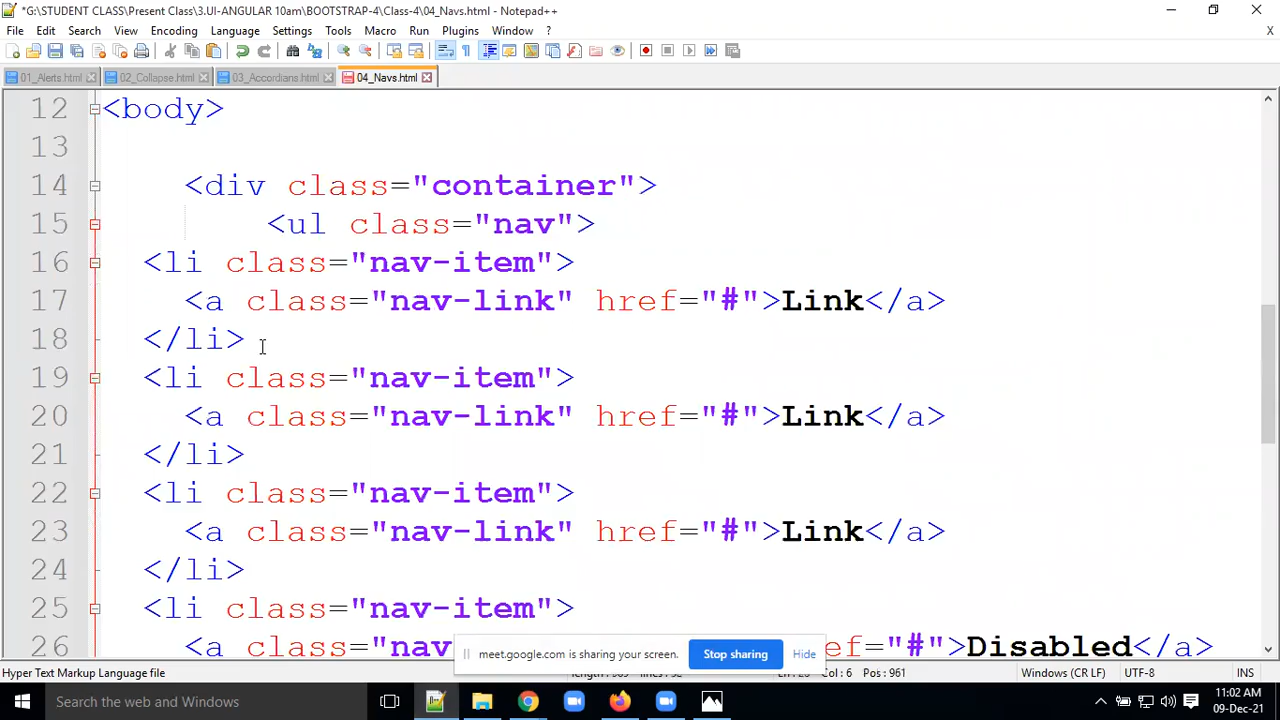 *G:\STUDENT CLASS\Present Class\3.UI-ANGULAR 10am\BOOTSTRAP-4\Class-4\04_Navs.html - Notepad++
File Edit Search View Encoding Language Settings Tools Macro Run Plugins Window ? X
01_Alerts.html 02_Collapse.html 03_Accordians.html 04_Navs.html
12 <body>
13
14 <div class="container">
15 <ul class="nav">
16 <li class="nav-item">
17 <a class="nav-link" href="#">Link</a>
18 </li>
19 <li class="nav-item">
20 <a class="nav-link" href="#">Link</a>
21 </li>
22 <li class="nav-item">
23 <a class="nav-link" href="#">Link</a>
24 </li>
25 <li class="nav-item">
26 <a class="nav ef="#">Disabled</a>
meet.google.com is sharing your screen. Stop sharing Hide
Hyper Text Markup Language file Col : 6 Pos : 961 Windows (CR LF) UTF-8 INS
Search the web and Windows
11:02 AM
09-Dec-21